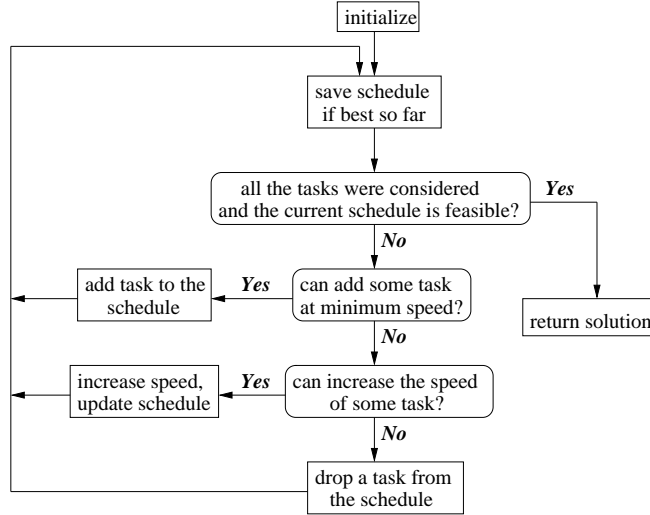 initialize
save schedule
if best so far
all the tasks were considered
and the current schedule is feasible?
Yes
No
add task to the
schedule
Yes
can add some task
at minimum speed?
return solution
No
increase speed,
update schedule
Yes
can increase the speed
of some task?
No
drop a task from
the schedule